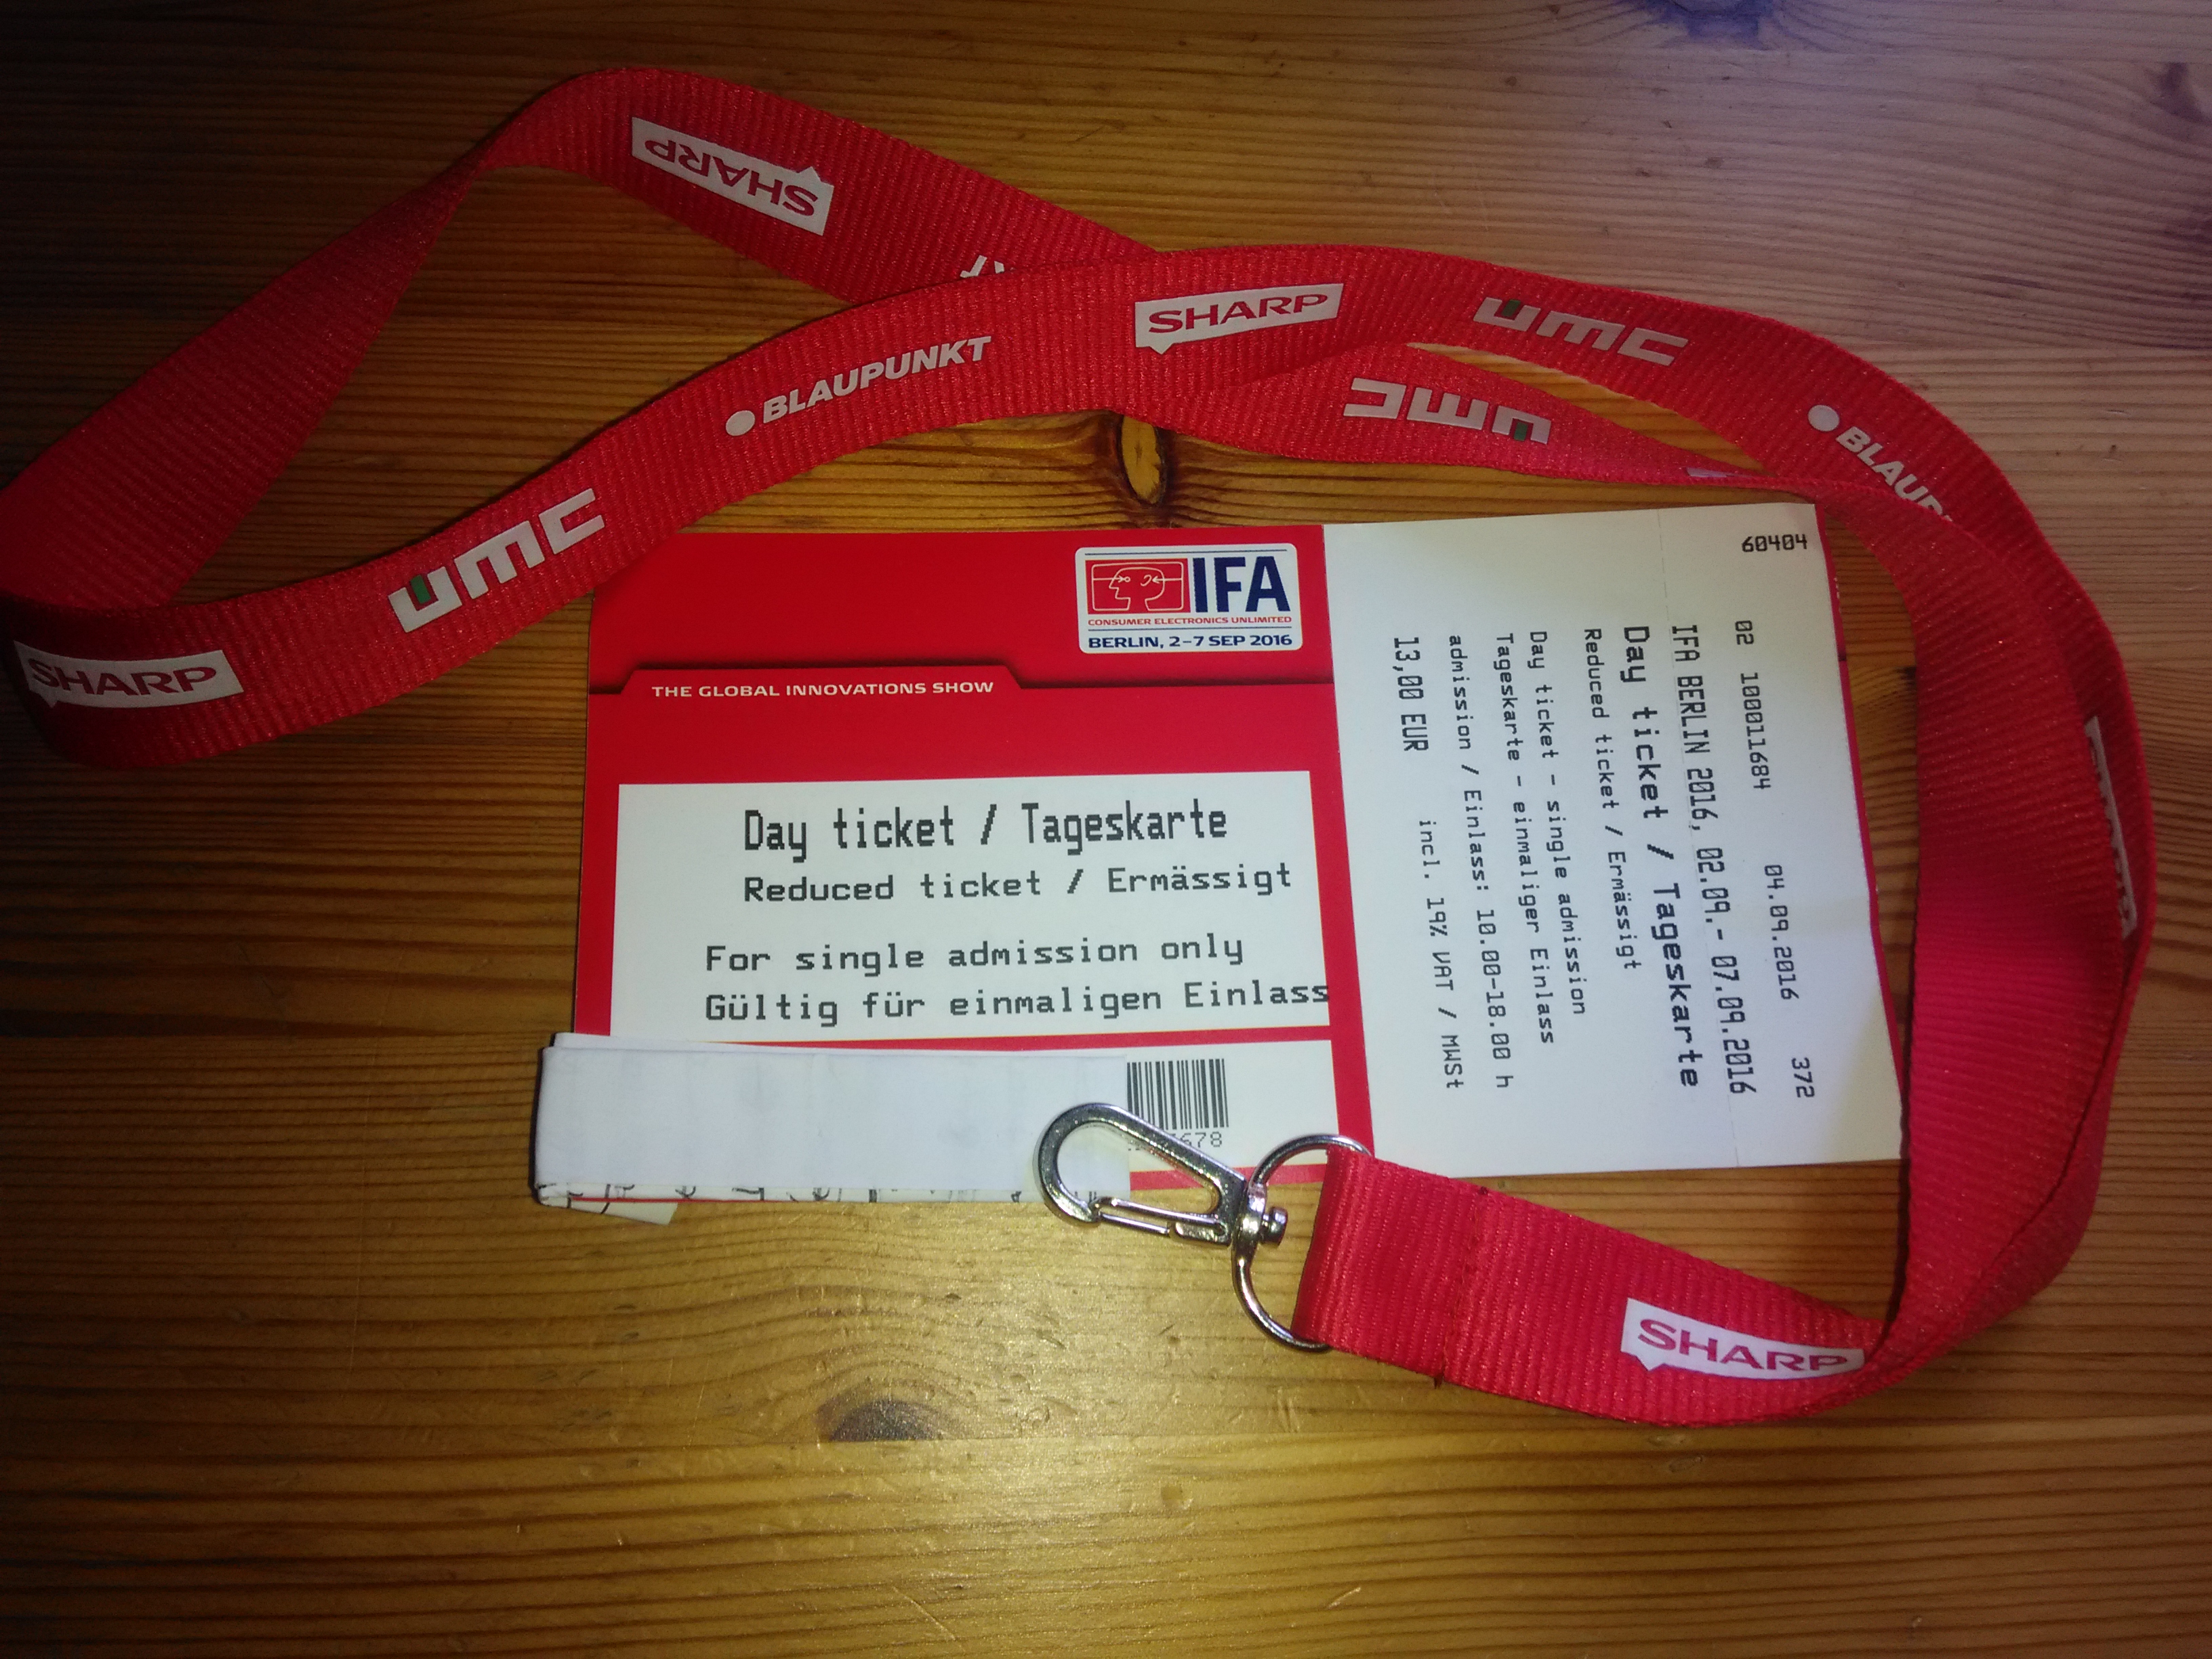 SHARP
SHARP
umc
BLAUPUNKT
umc
BLAUPUNKT
umc
SHARP
IFA
CONSUMER ELECTRONICS UNLIMITED
BERLIN, 2-7 SEP 2016
THE GLOBAL INNOVATIONS SHOW
Day ticket / Tageskarte
Reduced ticket / Ermässigt
For single admission only
Gültig für einmaligen Einlass
60404
02 100011684 04.09.2016 372
IFA BERLIN 2016, 02.09.- 07.09.2016
Day ticket / Tageskarte
Reduced ticket / Ermässigt
Day ticket - single admission
Tageskarte - einmaliger Einlass
admission / Einlass: 10.00-18.00 h
13,00 EUR incl. 19% VAT / MWSt
SHARP